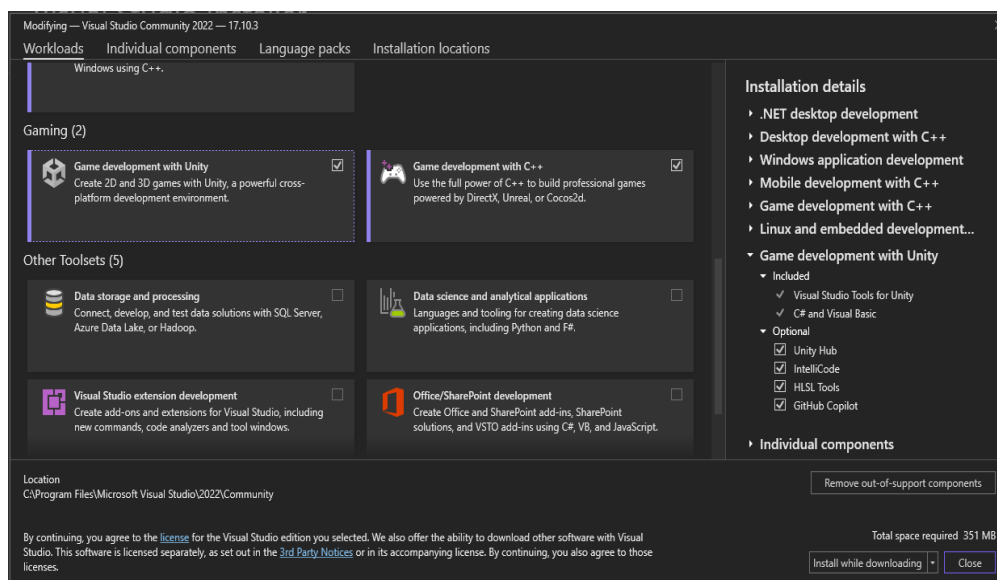 Modifying — Visual Studio Community 2022 — 17.10.3
Workloads Individual components Language packs Installation locations
Windows using C++.
Gaming (2)
Game development with Unity
Create 2D and 3D games with Unity, a powerful cross-
platform development environment.
Game development with C++
Use the full power of C++ to build professional games
powered by DirectX, Unreal, or Cocos2d.
Other Toolsets (5)
Data storage and processing
Connect, develop, and test data solutions with SQL Server,
Azure Data Lake, or Hadoop.
Data science and analytical applications
Languages and tooling for creating data science
applications, including Python and F#.
Visual Studio extension development
Create add-ons and extensions for Visual Studio, including
new commands, code analyzers and tool windows.
Office/SharePoint development
Create Office and SharePoint add-ins, SharePoint
solutions, and VSTO add-ins using C#, VB, and JavaScript.
Installation details
.NET desktop development
Desktop development with C++
Windows application development
Mobile development with C++
Game development with C++
Linux and embedded development...
Game development with Unity
Included
Visual Studio Tools for Unity
C# and Visual Basic
Optional
Unity Hub
IntelliCode
HLSL Tools
GitHub Copilot
Individual components
Location
C:\Program Files\Microsoft Visual Studio\2022\Community
Remove out-of-support components
By continuing, you agree to the license for the Visual Studio edition you selected. We also offer the ability to download other software with Visual
Studio. This software is licensed separately, as set out in the 3rd Party Notices or in its accompanying license. By continuing, you also agree to those
licenses.
Total space required 351 MB
Install while downloading
Close